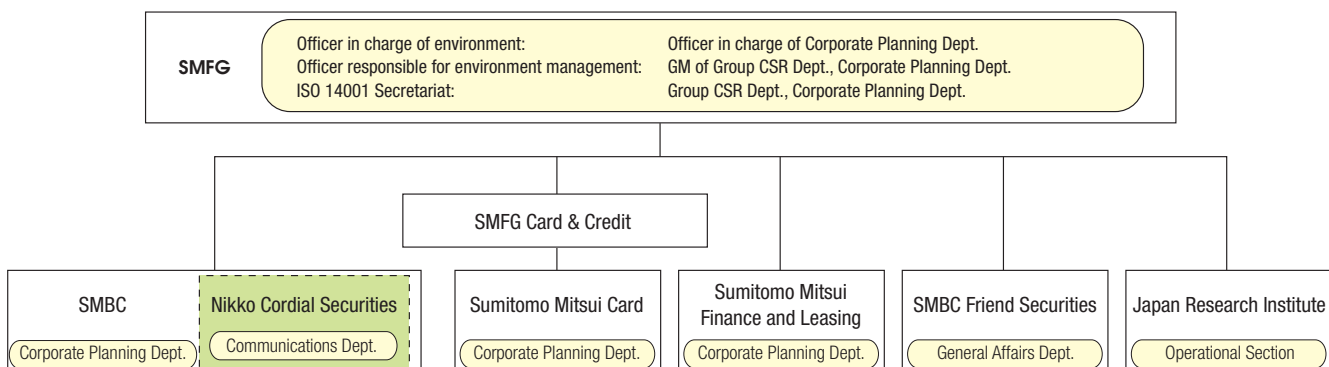 SMFG
Officer in charge of environment: Officer in charge of Corporate Planning Dept.
Officer responsible for environment management: GM of Group CSR Dept., Corporate Planning Dept.
ISO 14001 Secretariat: Group CSR Dept., Corporate Planning Dept.
SMFG Card & Credit
SMBC
Corporate Planning Dept.
Nikko Cordial Securities
Communications Dept.
Sumitomo Mitsui Card
Corporate Planning Dept.
Sumitomo Mitsui
Finance and Leasing
Corporate Planning Dept.
SMBC Friend Securities
General Affairs Dept.
Japan Research Institute
Operational Section